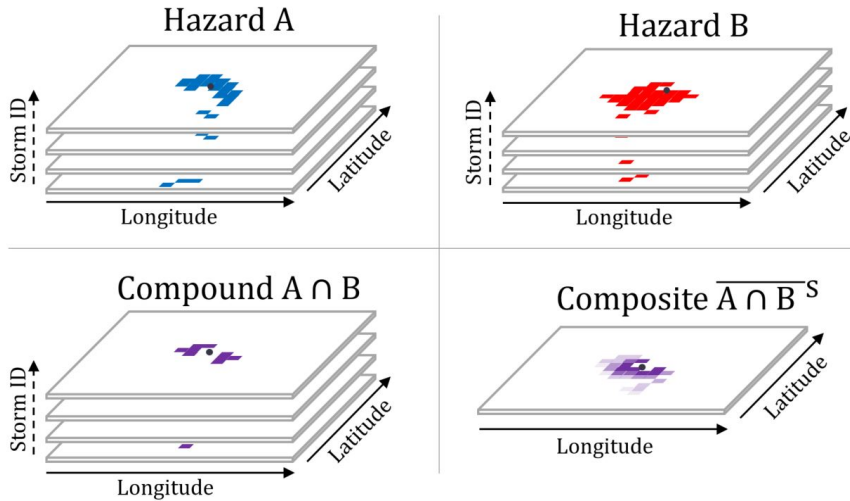 Hazard A
Storm ID
Latitude
Longitude
Hazard B
Storm ID
Latitude
Longitude
Compound A ∩ B
Storm ID
Latitude
Longitude
Composite A ∩ B S
Latitude
Longitude